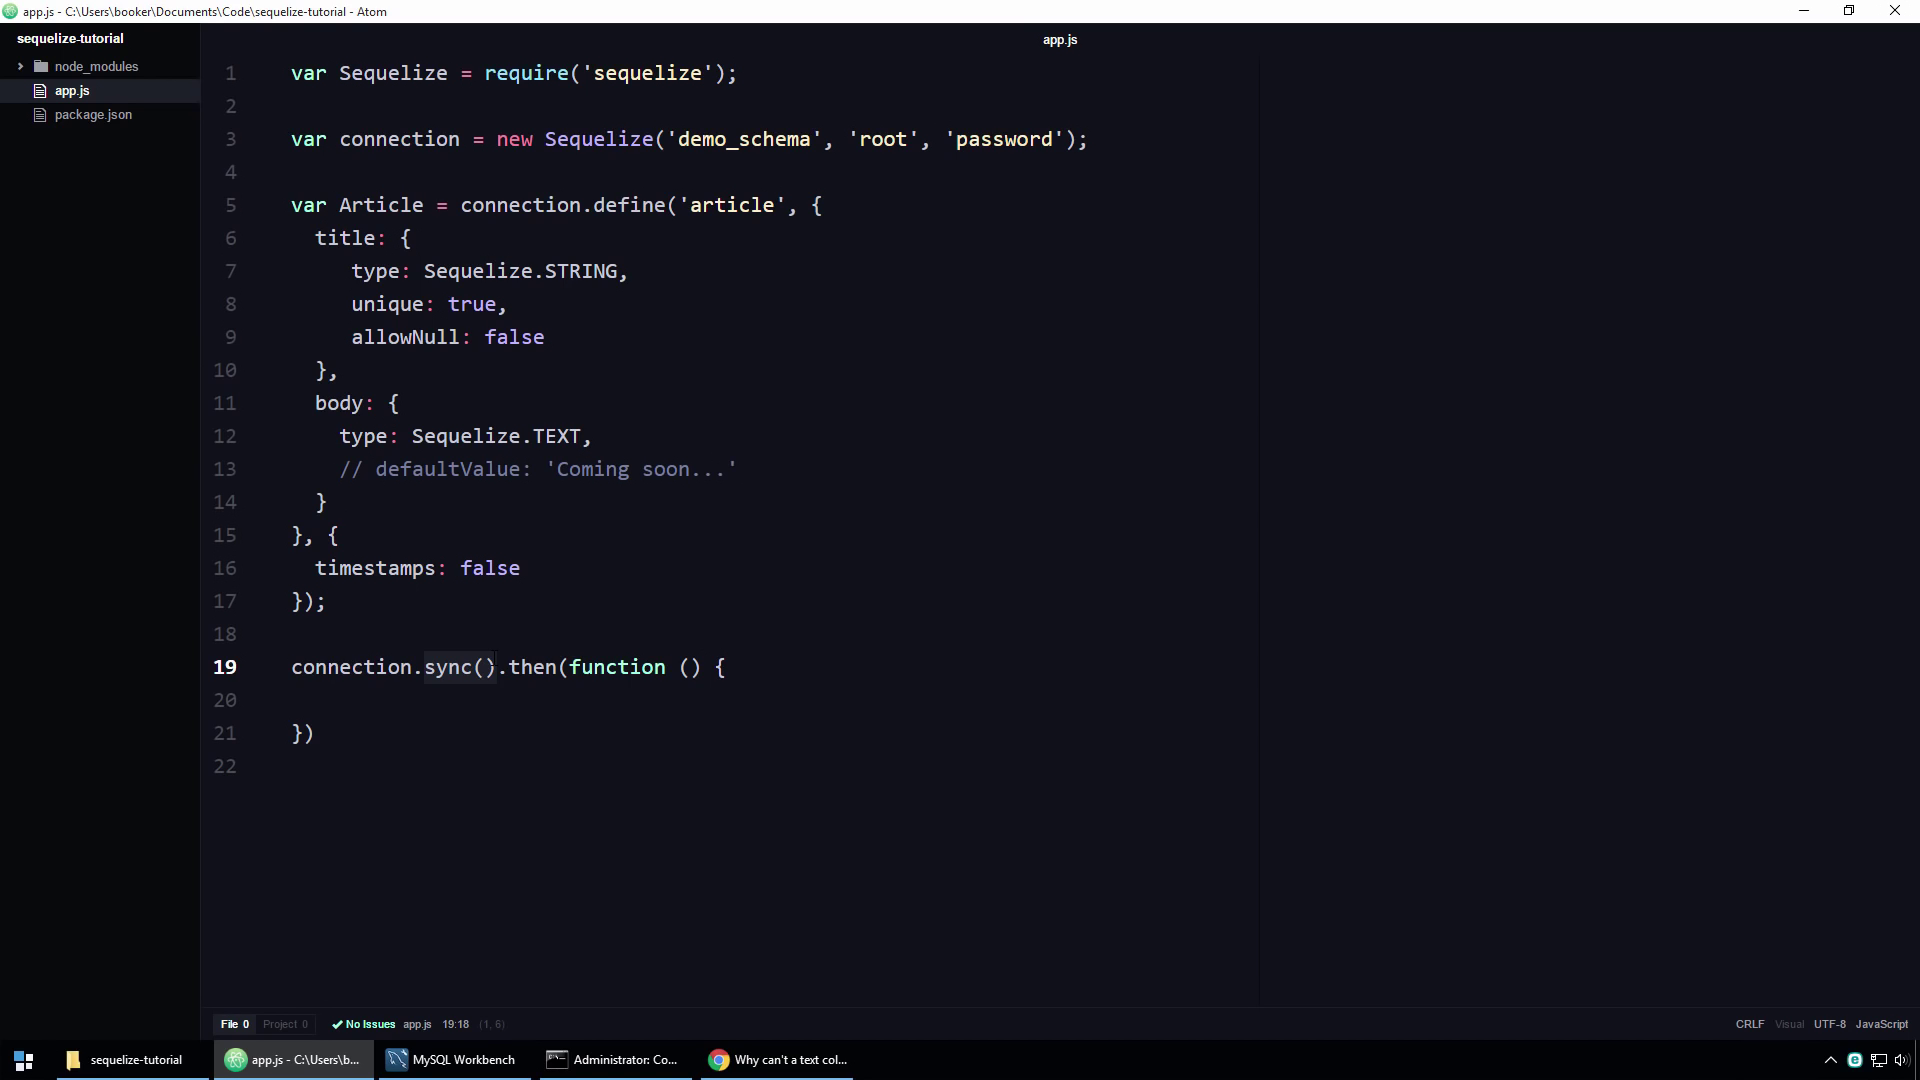 app.js - C:\Users\booker\Documents\Code\sequelize-tutorial - Atom
sequelize-tutorial
node_modules
app.js
package.json
app.js
1 var Sequelize = require('sequelize');
2
3 var connection = new Sequelize('demo_schema', 'root', 'password');
4
5 var Article = connection.define('article', {
6 title: {
7 type: Sequelize.STRING,
8 unique: true,
9 allowNull: false
10 },
11 body: {
12 type: Sequelize.TEXT,
13 // defaultValue: 'Coming soon...'
14 }
15 }, {
16 timestamps: false
17 });
18
19 connection.sync().then(function () {
20
21 })
22
File 0 Project 0 No Issues app.js 19:18 (1, 6) CRLF Visual UTF-8 JavaScript
sequelize-tutorial app.js - C:\Users\b... MySQL Workbench Administrator: Co... Why can't a text col...